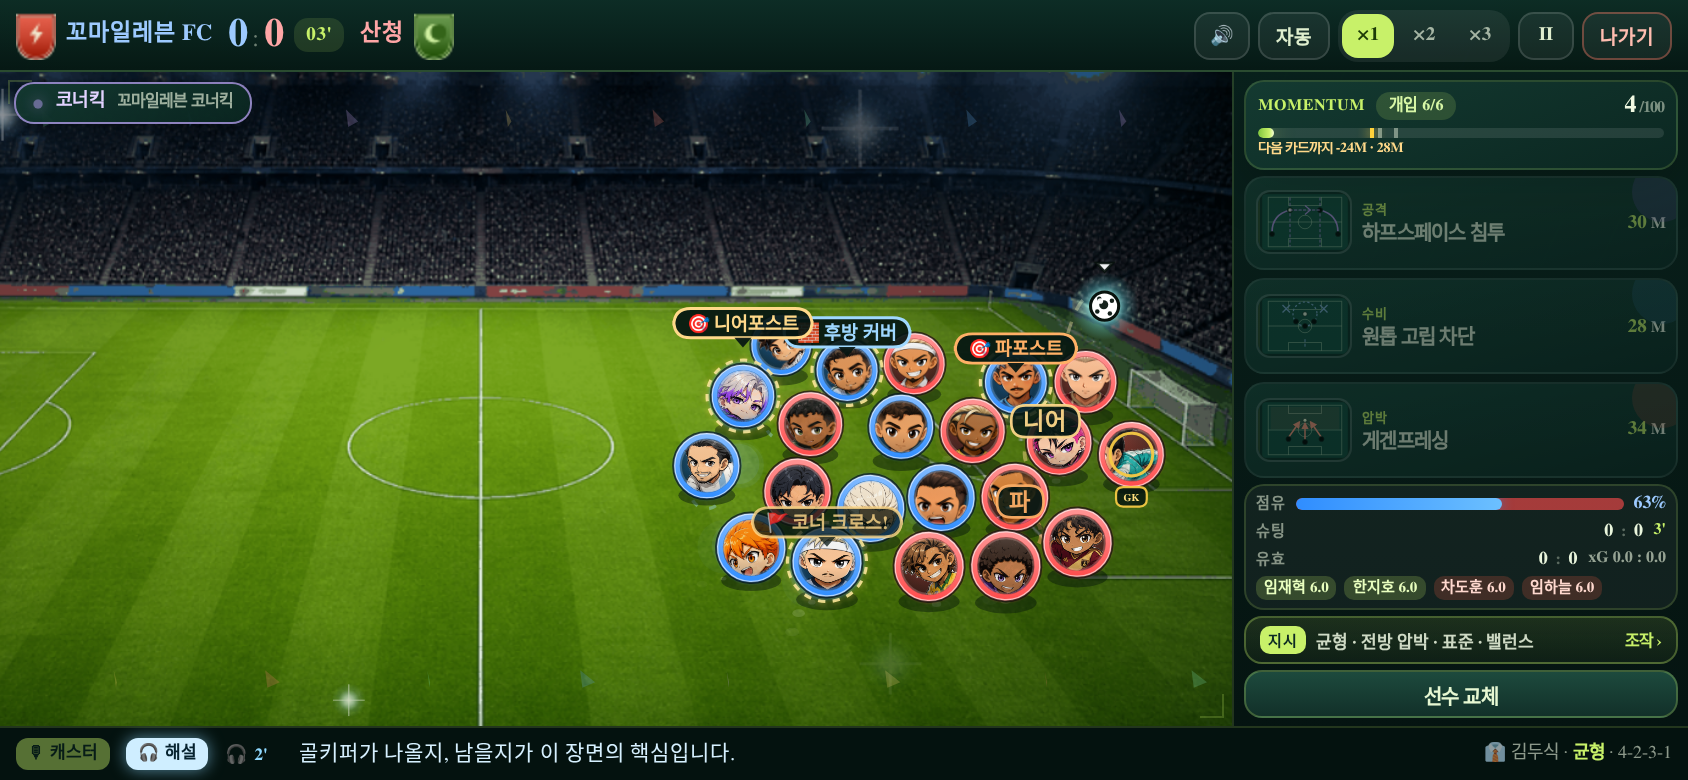 꼬마일레븐 FC 0 : 0 03' 산청
자동 ×1 ×2 ×3 II 나가기
코너킥 꼬마일레븐 코너킥
니어포스트
후방 커버
파포스트
니어
GK
파
코너 크로스!
MOMENTUM 개입 6/6 4/100
다음 카드까지 -24M · 28M
공격
하프스페이스 침투 30 M
수비
원톱 고립 차단 28 M
압박
게겐프레싱 34 M
점유 63%
슈팅 0 : 0 3'
유효 0 : 0 xG 0.0 : 0.0
임재혁 6.0 한지호 6.0 차도훈 6.0 임하늘 6.0
지시 균형 · 전방 압박 · 표준 · 밸런스 조작 ›
선수 교체
캐스터 해설 2' 골키퍼가 나올지, 남을지가 이 장면의 핵심입니다.
김두식 · 균형 · 4-2-3-1